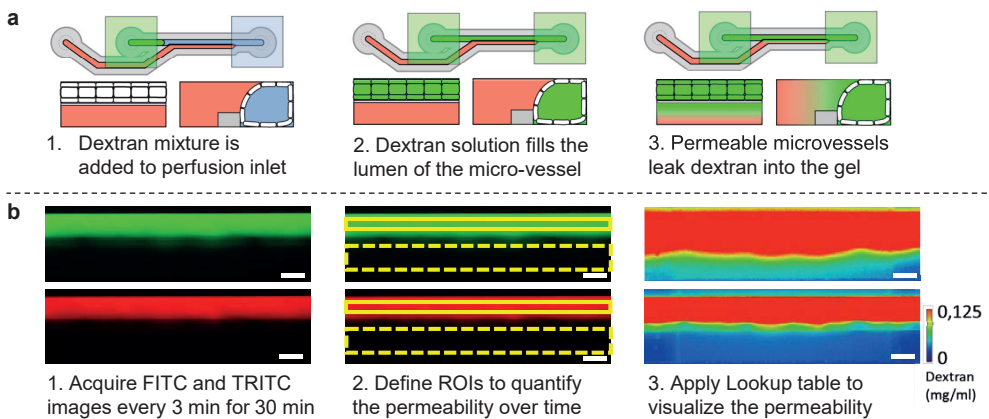 a
1. Dextran mixture is
added to perfusion inlet
2. Dextran solution fills the
lumen of the micro-vessel
3. Permeable microvessels
leak dextran into the gel
b
1. Acquire FITC and TRITC
images every 3 min for 30 min
2. Define ROIs to quantify
the permeability over time
3. Apply Lookup table to
visualize the permeability
0,125
0
Dextran
(mg/ml)